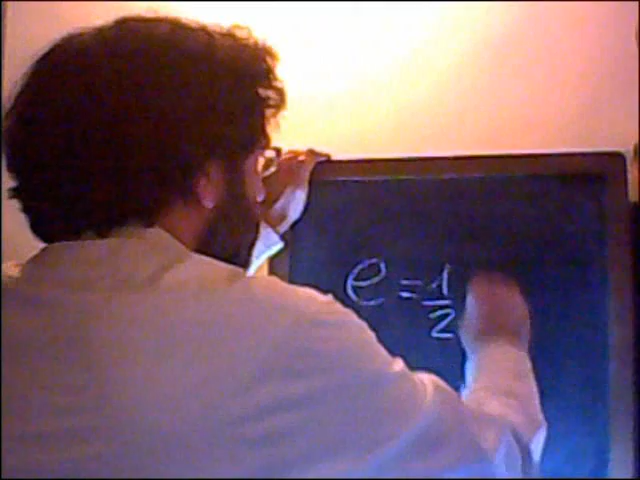 e = 1/2